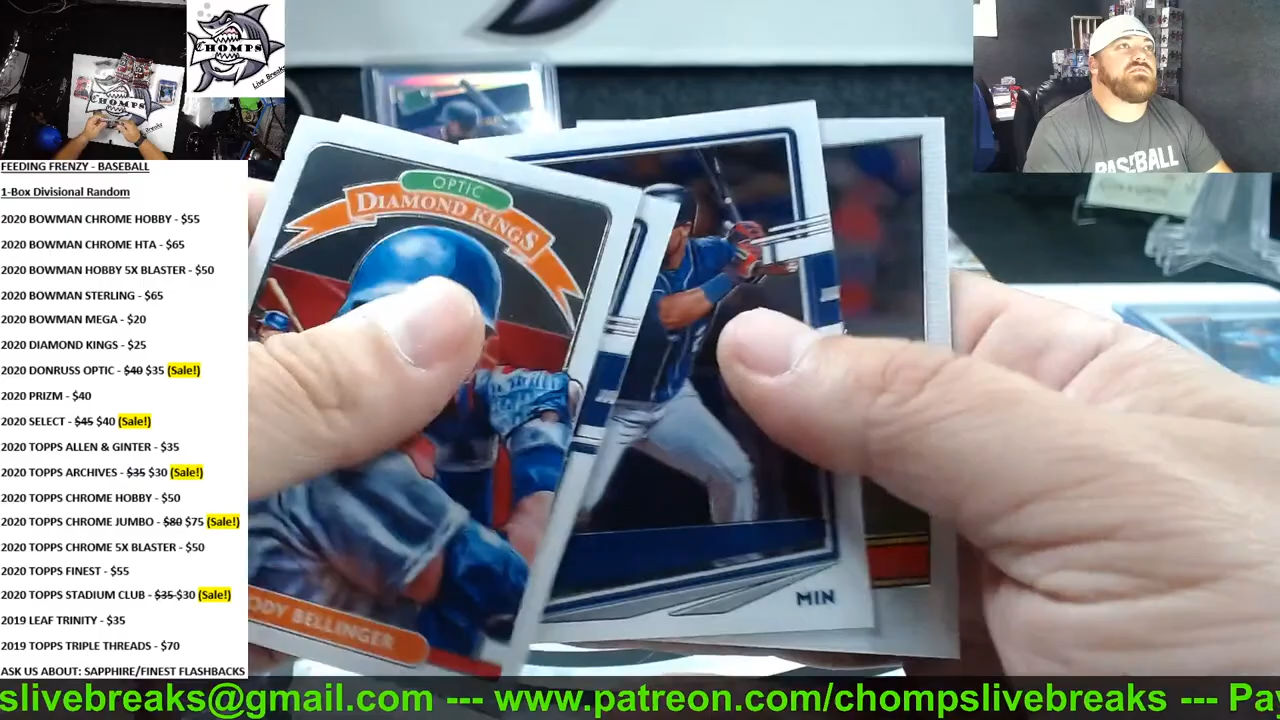 CHOMPS
Live Breaks
CHOMPS
FEEDING FRENZY - BASEBALL
1-Box Divisional Random
2020 BOWMAN CHROME HOBBY - $55
2020 BOWMAN CHROME HTA - $65
2020 BOWMAN HOBBY 5X BLASTER - $50
2020 BOWMAN STERLING - $65
2020 BOWMAN MEGA - $20
2020 DIAMOND KINGS - $25
2020 DONRUSS OPTIC - $40 $35 (Sale!)
2020 PRIZM - $40
2020 SELECT - $45 $40 (Sale!)
2020 TOPPS ALLEN & GINTER - $35
2020 TOPPS ARCHIVES - $35 $30 (Sale!)
2020 TOPPS CHROME HOBBY - $50
2020 TOPPS CHROME JUMBO - $80 $75 (Sale!)
2020 TOPPS CHROME 5X BLASTER - $50
2020 TOPPS FINEST - $55
2020 TOPPS STADIUM CLUB - $35 $30 (Sale!)
2019 LEAF TRINITY - $35
2019 TOPPS TRIPLE THREADS - $70
ASK US ABOUT: SAPPHIRE/FINEST FLASHBACKS
OPTIC
DIAMOND KINGS
ODY BELLINGER
MIN
BASEBALL
slivebreaks@gmail.com --- www.patreon.com/chompslivebreaks --- Pa